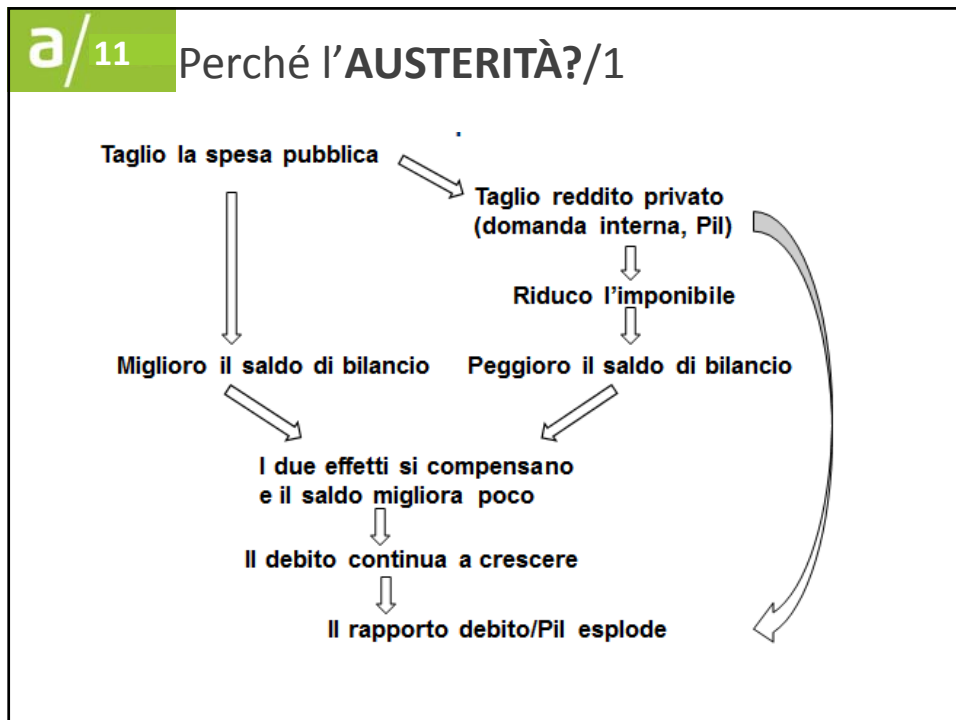 a/ 11
Perché l'AUSTERITÀ?/1
Taglio la spesa pubblica
Taglio reddito privato
(domanda interna, Pil)
Riduco l'imponibile
Miglioro il saldo di bilancio
Peggioro il saldo di bilancio
I due effetti si compensano
e il saldo migliora poco
Il debito continua a crescere
Il rapporto debito/Pil esplode